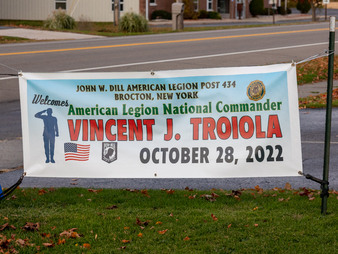 JOHN W. DILL AMERICAN LEGION POST 434
BROCTON, NEW YORK
Welcomes
American Legion National Commander
VINCENT J. TROIOLA
OCTOBER 28, 2022